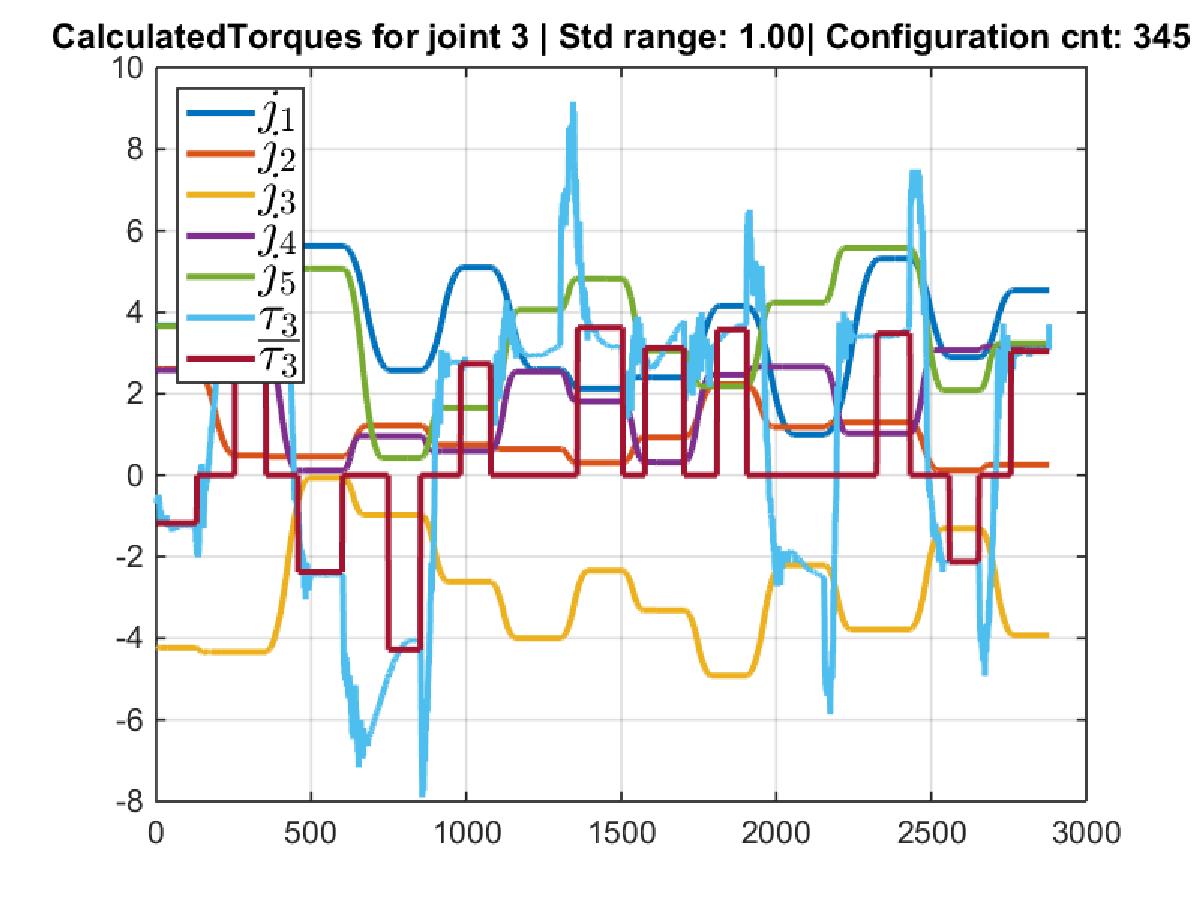 CalculatedTorques for joint 3 | Std range: 1.00| Configuration cnt: 345
10
8
6
4
2
0
-2
-4
-6
-8
j₁
j₂
j₃
j₄
j₅
τ₃
τ̅₃
0 500 1000 1500 2000 2500 3000